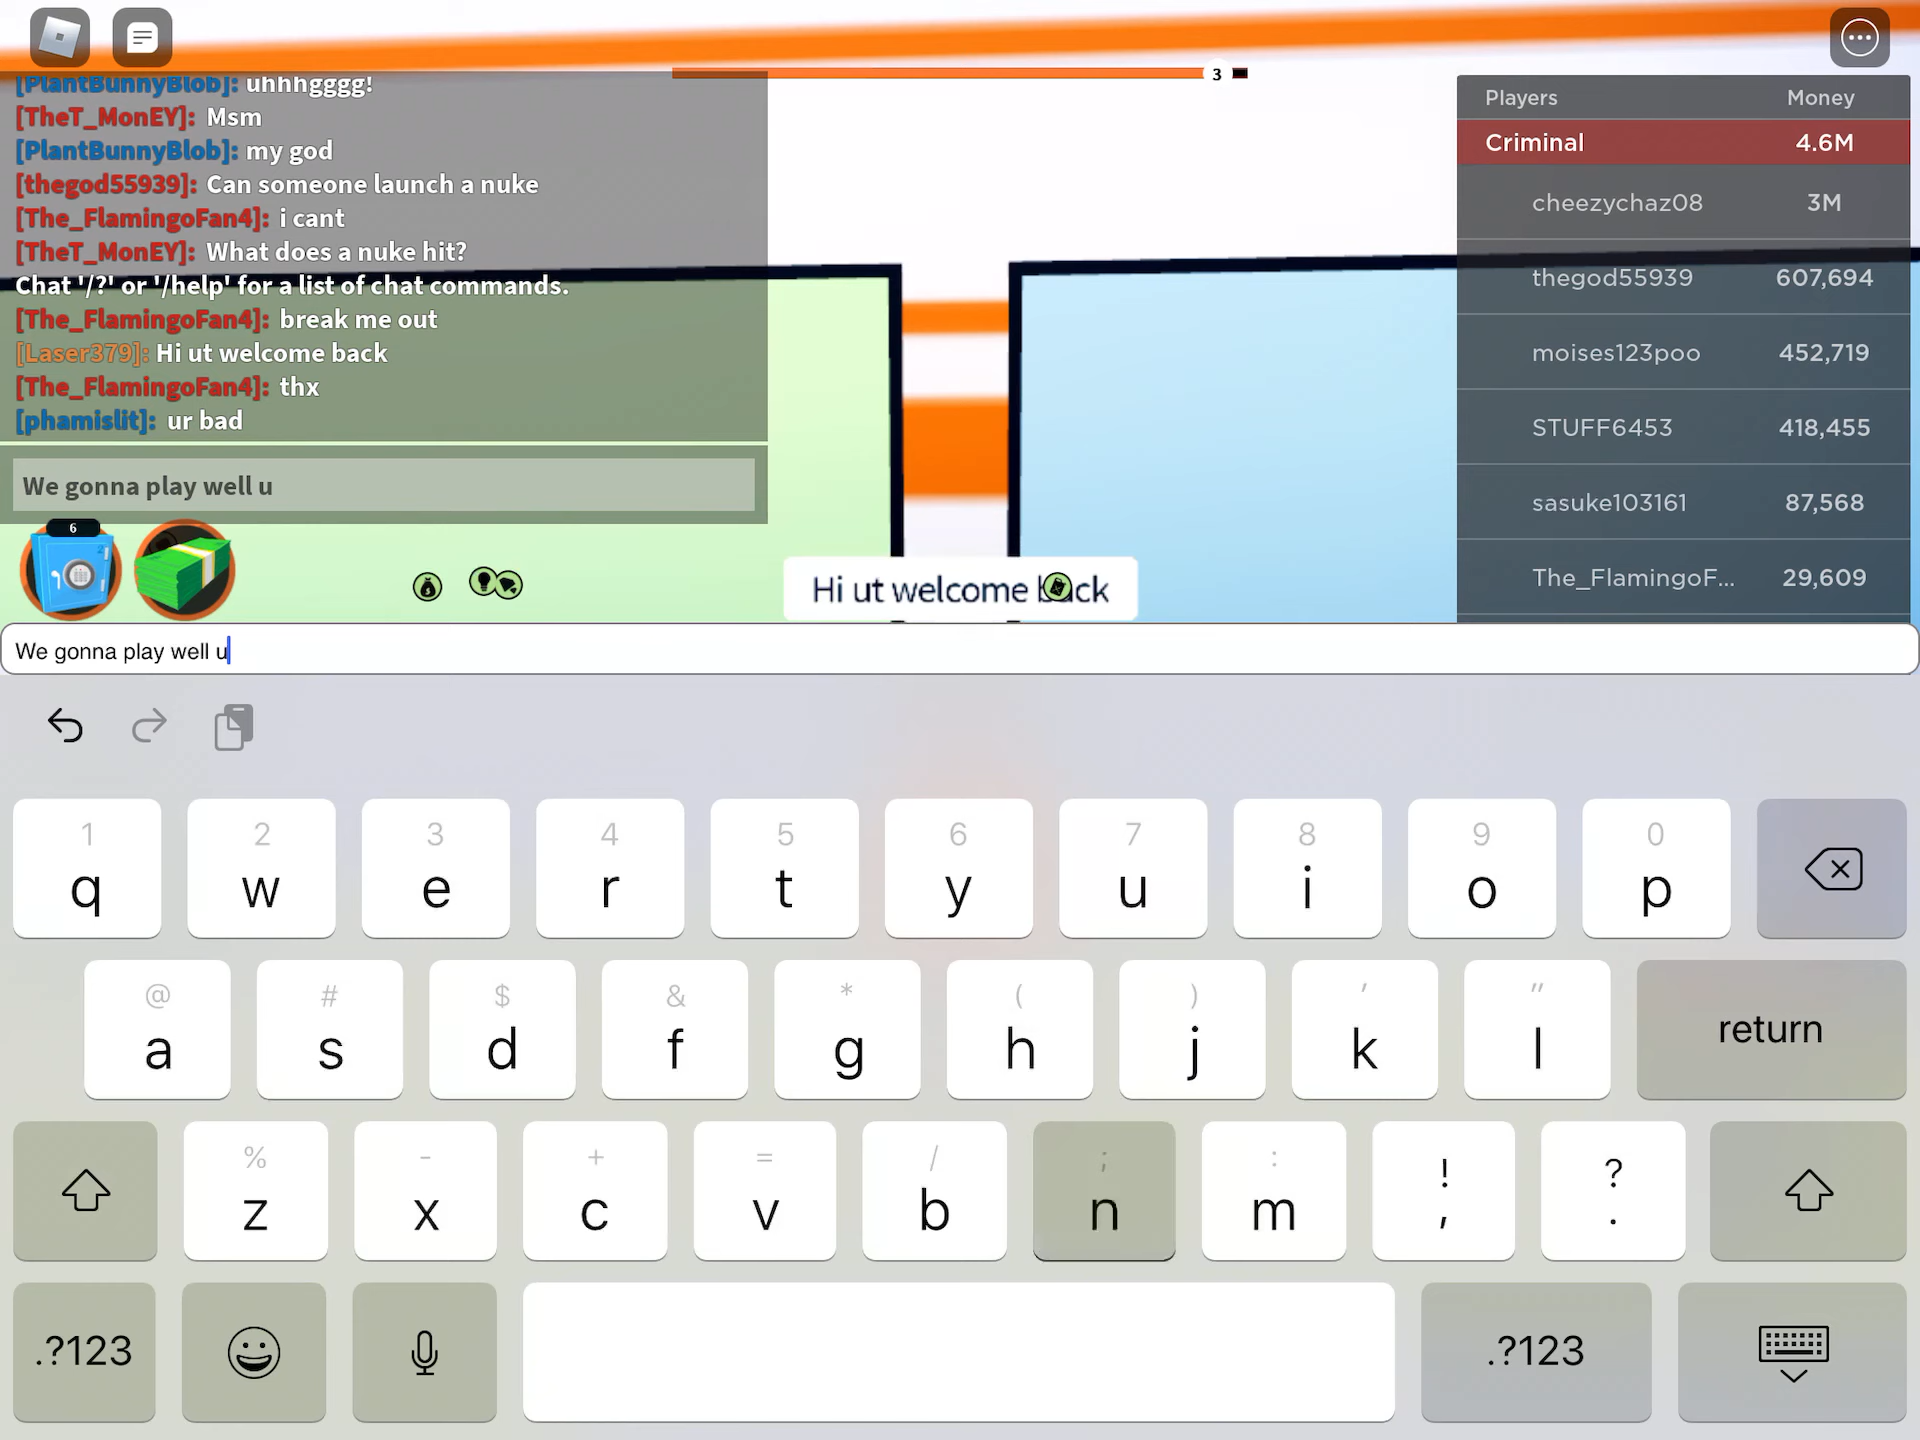 [PlantBunnyBlob]: uhhhgggg!
[TheT_MonEY]: Msm
[PlantBunnyBlob]: my god
[thegod55939]: Can someone launch a nuke
[The_FlamingoFan4]: i cant
[TheT_MonEY]: What does a nuke hit?
Chat '/?' or '/help' for a list of chat commands.
[The_FlamingoFan4]: break me out
[Laser379]: Hi ut welcome back
[The_FlamingoFan4]: thx
[phamislit]: ur bad
We gonna play well u
3
Players Money
Criminal 4.6M
cheezychaz08 3M
thegod55939 607,694
moises123poo 452,719
STUFF6453 418,455
sasuke103161 87,568
The_FlamingoF... 29,609
6
Hi ut welcome back
We gonna play well u
1 2 3 4 5 6 7 8 9 0
q w e r t y u i o p
@ # $ & * ( ) ' "
a s d f g h j k l return
% - + = / ; : ! ?
z x c v b n m , .
.?123 .?123